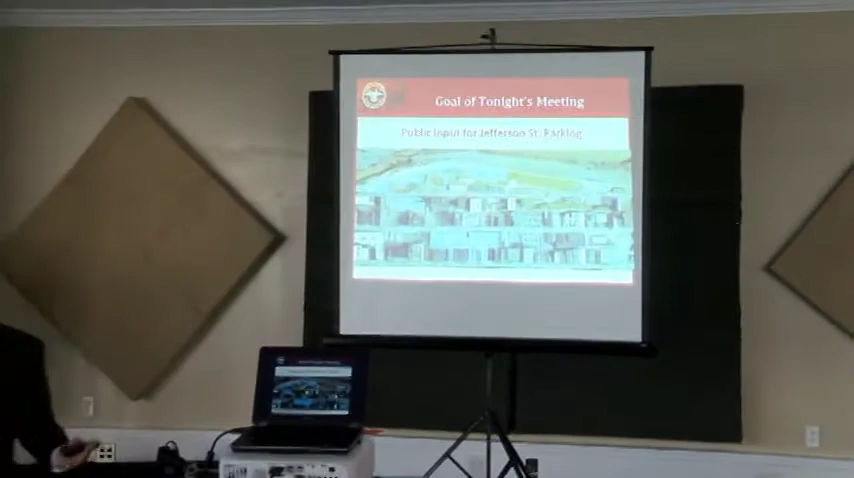 Goal of Tonight's Meeting
Public Input for Jefferson St. Parking